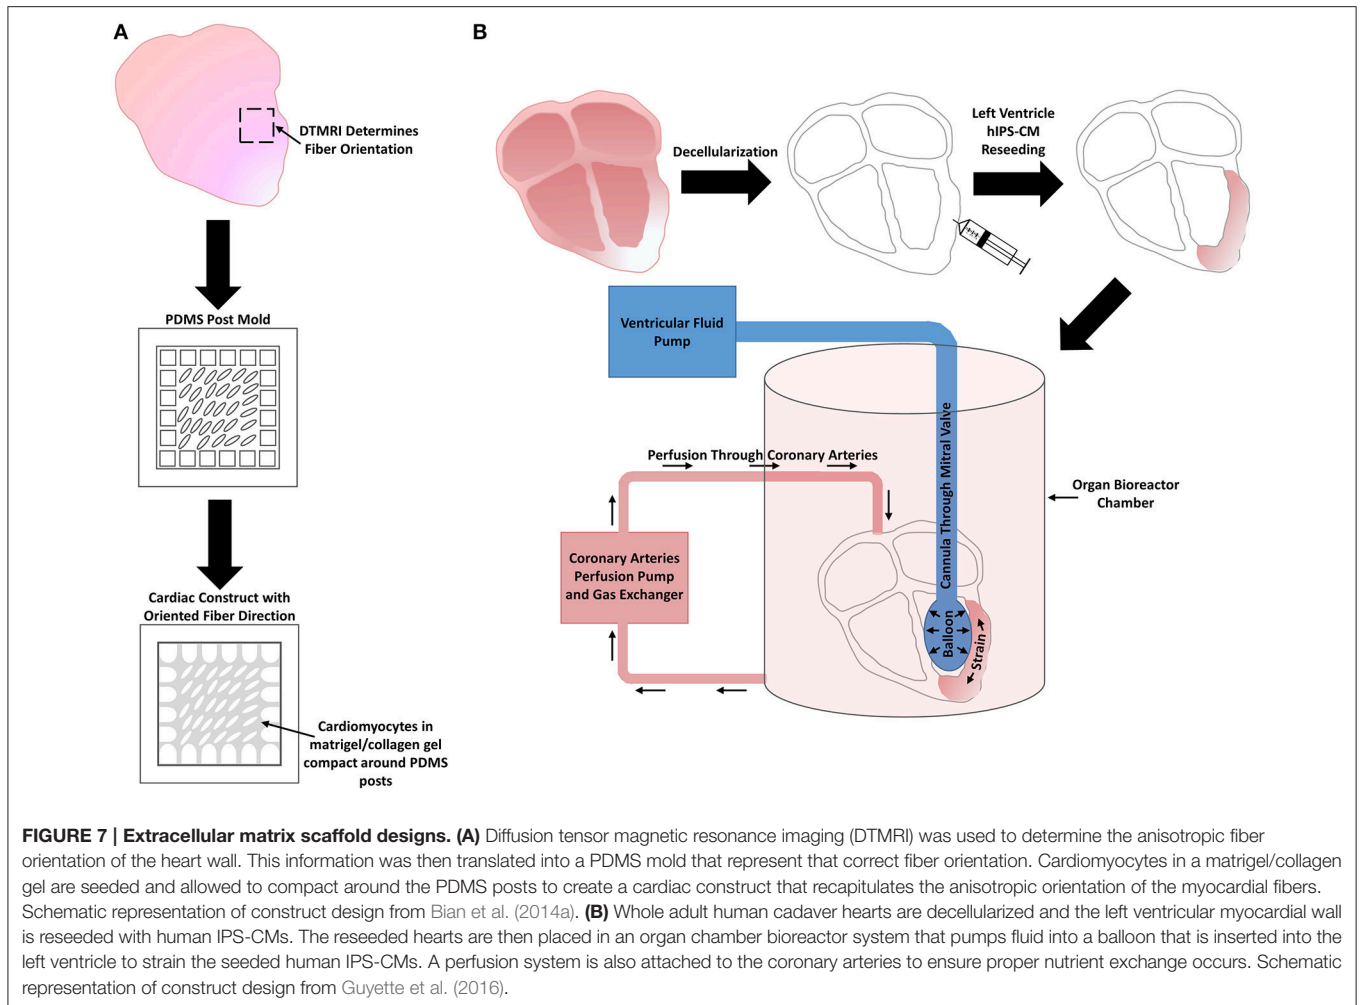 A
DTMRI Determines
Fiber Orientation
PDMS Post Mold
Cardiac Construct with
Oriented Fiber Direction
Cardiomyocytes in
matrigel/collagen gel
compact around PDMS
posts
B
Decellularization
Left Ventricle
hIPS-CM
Reseeding
Ventricular Fluid
Pump
Cannula Through Mitral Valve
Perfusion Through Coronary Arteries
Organ Bioreactor
Chamber
Coronary Arteries
Perfusion Pump
and Gas Exchanger
Balloon
Strain
FIGURE 7 | Extracellular matrix scaffold designs. (A) Diffusion tensor magnetic resonance imaging (DTMRI) was used to determine the anisotropic fiber
orientation of the heart wall. This information was then translated into a PDMS mold that represent that correct fiber orientation. Cardiomyocytes in a matrigel/collagen
gel are seeded and allowed to compact around the PDMS posts to create a cardiac construct that recapitulates the anisotropic orientation of the myocardial fibers.
Schematic representation of construct design from Bian et al. (2014a). (B) Whole adult human cadaver hearts are decellularized and the left ventricular myocardial wall
is reseeded with human IPS-CMs. The reseeded hearts are then placed in an organ chamber bioreactor system that pumps fluid into a balloon that is inserted into the
left ventricle to strain the seeded human IPS-CMs. A perfusion system is also attached to the coronary arteries to ensure proper nutrient exchange occurs. Schematic
representation of construct design from Guyette et al. (2016).